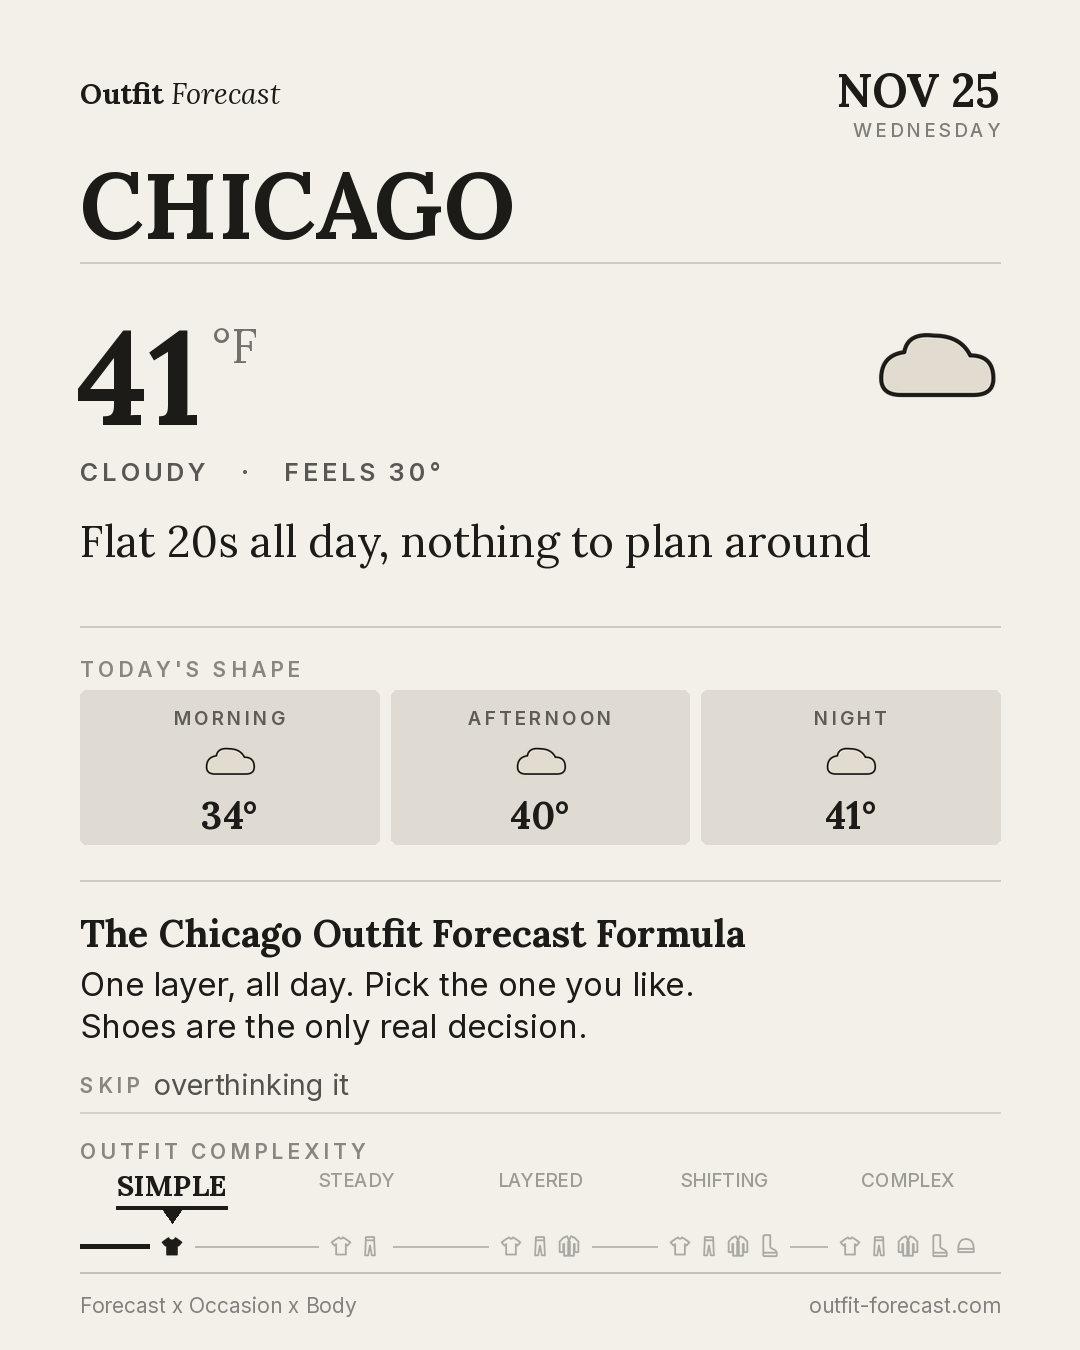 Outfit Forecast
NOV 25
WEDNESDAY
CHICAGO
41 °F
CLOUDY · FEELS 30°
Flat 20s all day, nothing to plan around
TODAY'S SHAPE
MORNING
34°
AFTERNOON
40°
NIGHT
41°
The Chicago Outfit Forecast Formula
One layer, all day. Pick the one you like.
Shoes are the only real decision.
SKIP overthinking it
OUTFIT COMPLEXITY
SIMPLE STEADY LAYERED SHIFTING COMPLEX
Forecast x Occasion x Body
outfit-forecast.com